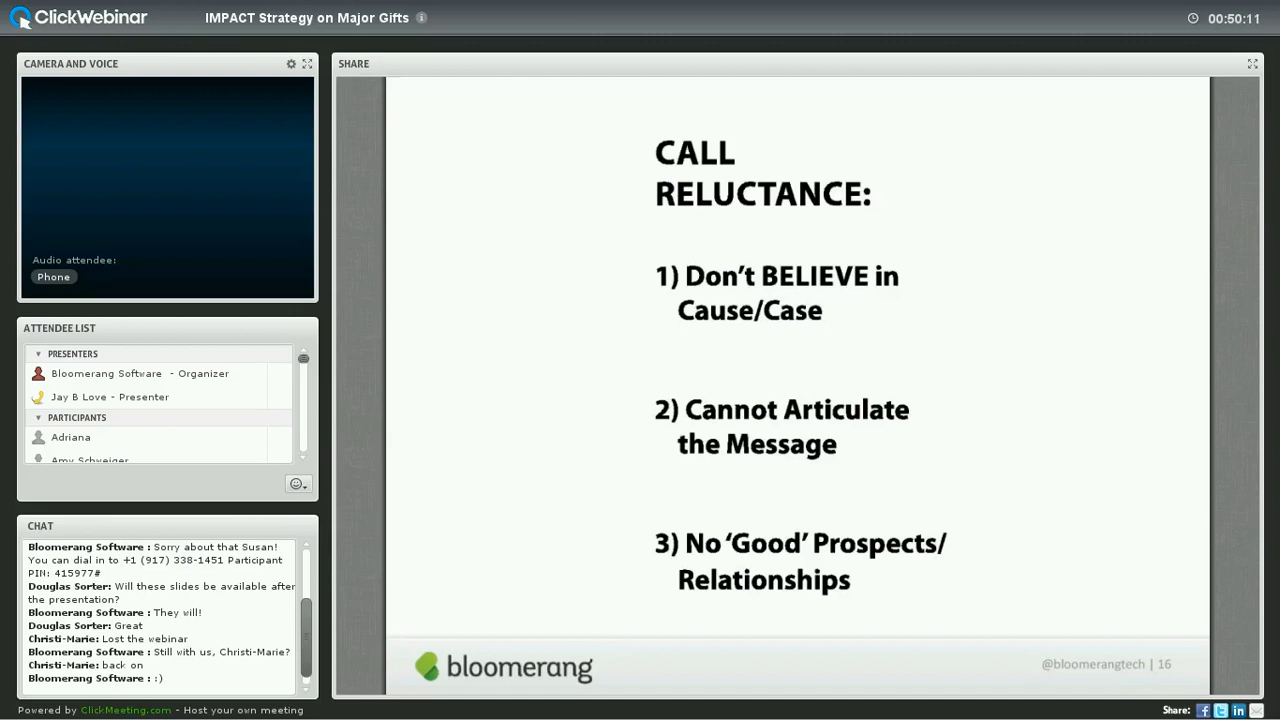 ClickWebinar
IMPACT Strategy on Major Gifts
00:50:11
CAMERA AND VOICE
Audio attendee:
Phone
ATTENDEE LIST
PRESENTERS
Bloomerang Software - Organizer
Jay B Love - Presenter
PARTICIPANTS
Adriana
Amy Schweiger
CHAT
Bloomerang Software : Sorry about that Susan!
You can dial in to +1 (917) 338-1451 Participant
PIN: 415977#
Douglas Sorter: Will these slides be available after
the presentation?
Bloomerang Software : They will!
Douglas Sorter: Great
Christi-Marie: Lost the webinar
Bloomerang Software : Still with us, Christi-Marie?
Christi-Marie: back on
Bloomerang Software : :)
SHARE
CALL
RELUCTANCE:
1) Don’t BELIEVE in
Cause/Case
2) Cannot Articulate
the Message
3) No ‘Good’ Prospects/
Relationships
bloomerang
@bloomerangtech | 16
Powered by ClickMeeting.com - Host your own meeting
Share: